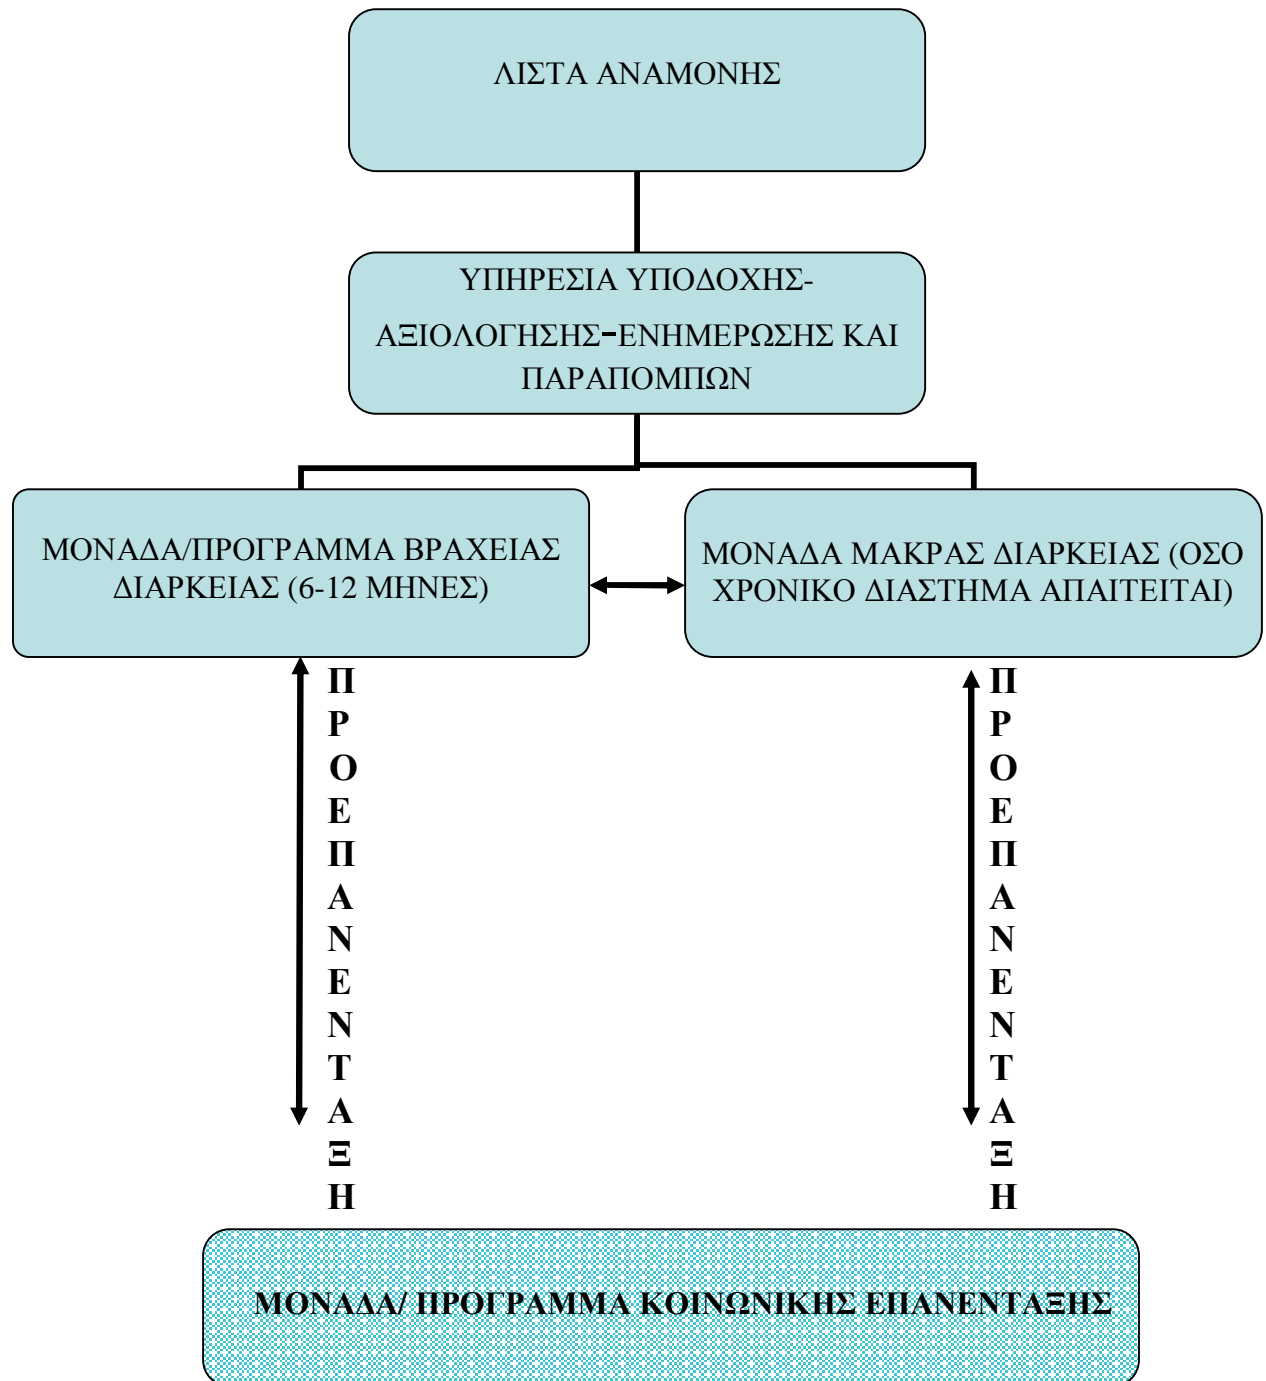 ΛΙΣΤΑ ΑΝΑΜΟΝΗΣ
ΥΠΗΡΕΣΙΑ ΥΠΟΔΟΧΗΣ-
ΑΞΙΟΛΟΓΗΣΗΣ–ΕΝΗΜΕΡΩΣΗΣ ΚΑΙ
ΠΑΡΑΠΟΜΠΩΝ
ΜΟΝΑΔΑ/ΠΡΟΓΡΑΜΜΑ ΒΡΑΧΕΙΑΣ
ΔΙΑΡΚΕΙΑΣ (6-12 ΜΗΝΕΣ)
ΜΟΝΑΔΑ ΜΑΚΡΑΣ ΔΙΑΡΚΕΙΑΣ (ΟΣΟ
ΧΡΟΝΙΚΟ ΔΙΑΣΤΗΜΑ ΑΠΑΙΤΕΙΤΑΙ)
ΠΡΟΕΠΑΝΕΝΤΑΞΗ
ΠΡΟΕΠΑΝΕΝΤΑΞΗ
ΜΟΝΑΔΑ/ ΠΡΟΓΡΑΜΜΑ ΚΟΙΝΩΝΙΚΗΣ ΕΠΑΝΕΝΤΑΞΗΣ